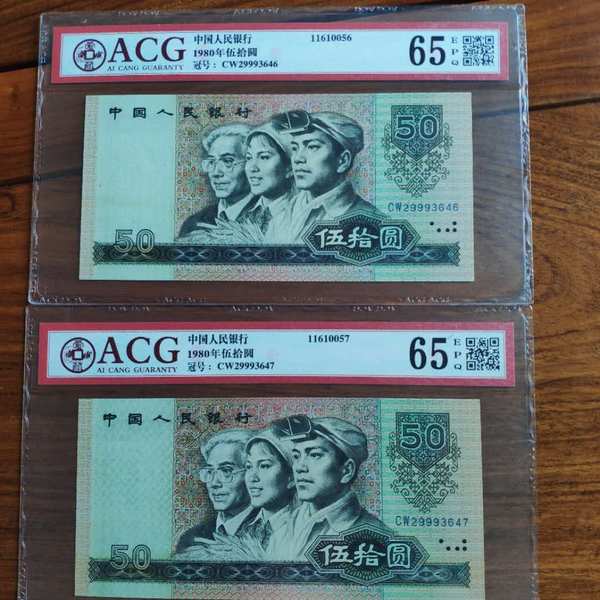 ACG
AI CANG GUARANTY
中国人民银行
1980年伍拾圆
冠号：CW29993646
11610056
65
EPQ
中国人民银行
50
CW29993646
50
伍拾圆
ACG
AI CANG GUARANTY
中国人民银行
1980年伍拾圆
冠号：CW29993647
11610057
65
EPQ
中国人民银行
50
CW29993647
50
伍拾圆